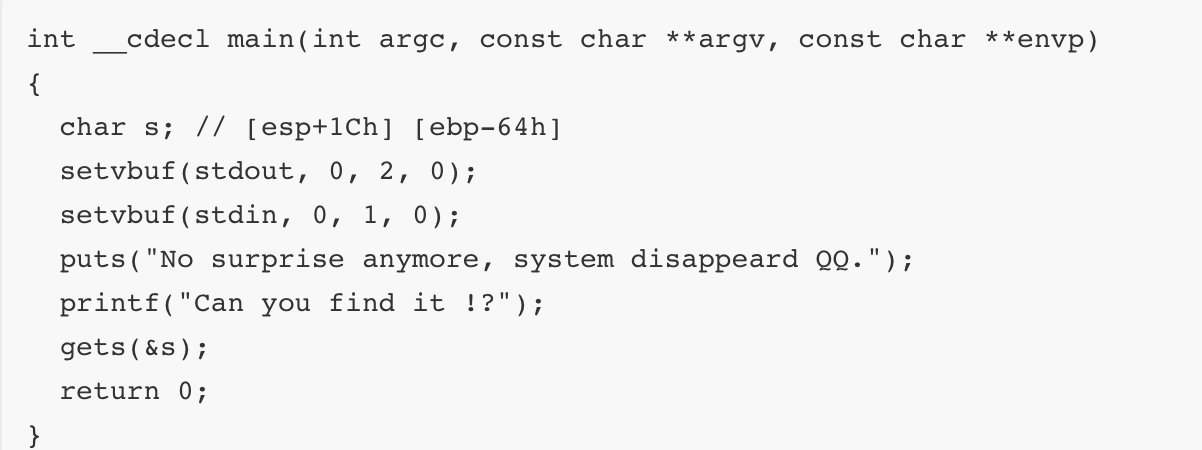 int __cdecl main(int argc, const char **argv, const char **envp)
{
  char s; // [esp+1Ch] [ebp-64h]
  setvbuf(stdout, 0, 2, 0);
  setvbuf(stdin, 0, 1, 0);
  puts("No surprise anymore, system disappeard QQ.");
  printf("Can you find it !?");
  gets(&s);
  return 0;
}